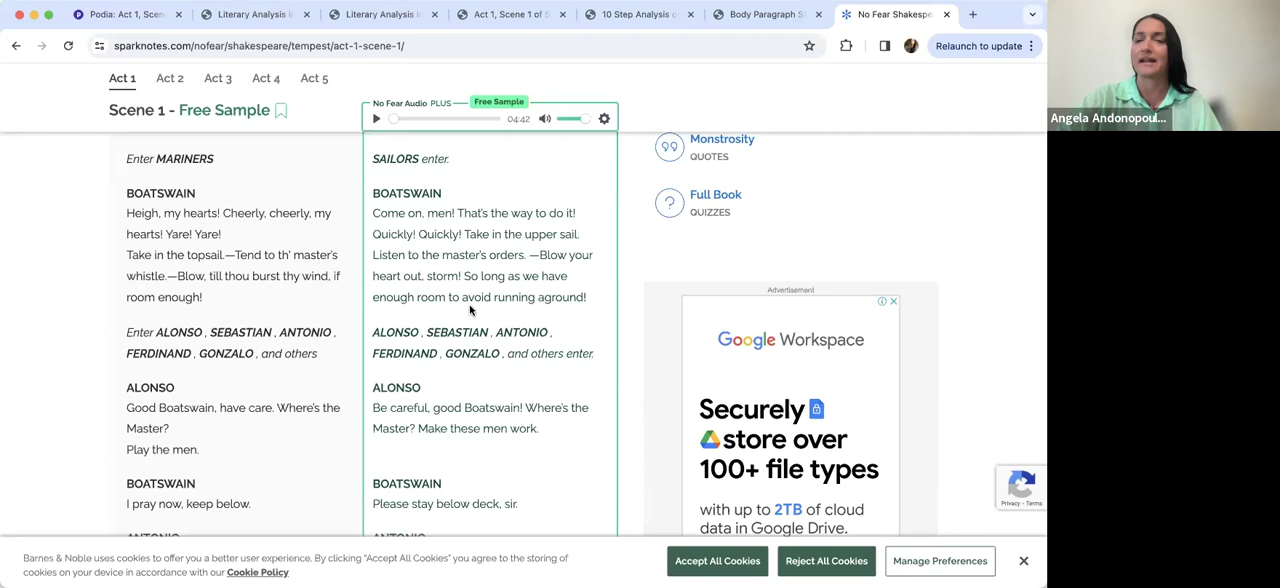 Podia: Act 1, Scen
Literary Analysis in
Literary Analysis in
Act 1, Scene 1 of
10 Step Analysis o
Body Paragraph S
No Fear Shakespe
sparknotes.com/nofear/shakespeare/tempest/act-1-scene-1/
Relaunch to update
Act 1 Act 2 Act 3 Act 4 Act 5
Scene 1 - Free Sample
No Fear Audio PLUS
Free Sample
04:42
Enter MARINERS
BOATSWAIN
Heigh, my hearts! Cheerly, cheerly, my
hearts! Yare! Yare!
Take in the topsail.—Tend to th' master's
whistle.—Blow, till thou burst thy wind, if
room enough!
Enter ALONSO , SEBASTIAN , ANTONIO ,
FERDINAND , GONZALO , and others
ALONSO
Good Boatswain, have care. Where's the
Master?
Play the men.
BOATSWAIN
I pray now, keep below.
SAILORS enter.
BOATSWAIN
Come on, men! That's the way to do it!
Quickly! Quickly! Take in the upper sail.
Listen to the master's orders. —Blow your
heart out, storm! So long as we have
enough room to avoid running aground!
ALONSO , SEBASTIAN , ANTONIO ,
FERDINAND , GONZALO , and others enter.
ALONSO
Be careful, good Boatswain! Where's the
Master? Make these men work.
BOATSWAIN
Please stay below deck, sir.
Monstrosity
QUOTES
Full Book
QUIZZES
Advertisement
Google Workspace
Securely
store over
100+ file types
with up to 2TB of cloud
data in Google Drive.
Privacy - Terms
Barnes & Noble uses cookies to offer you a better user experience. By clicking "Accept All Cookies" you agree to the storing of
cookies on your device in accordance with our Cookie Policy
Accept All Cookies
Reject All Cookies
Manage Preferences
Angela Andonopoul...